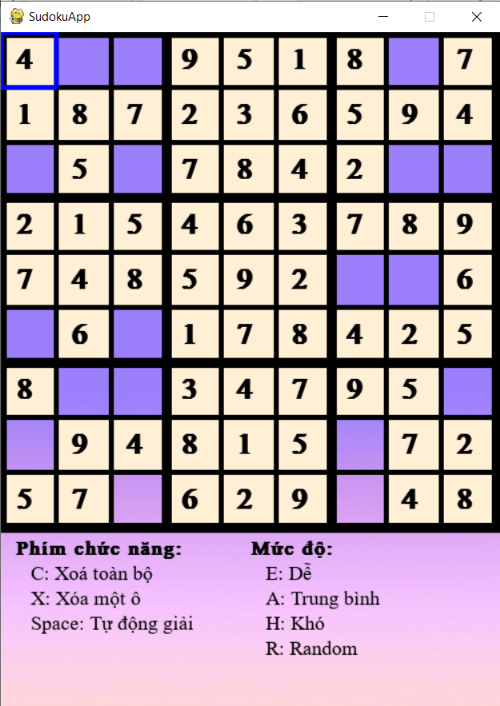 SudokuApp
4 9 5 1 8 7
1 8 7 2 3 6 5 9 4
5 7 8 4 2
2 1 5 4 6 3 7 8 9
7 4 8 5 9 2 6
6 1 7 8 4 2 5
8 3 4 7 9 5
9 4 8 1 5 7 2
5 7 6 2 9 4 8
Phím chức năng: Mức độ:
C: Xoá toàn bộ E: Dễ
X: Xóa một ô A: Trung bình
Space: Tự động giải H: Khó
R: Random